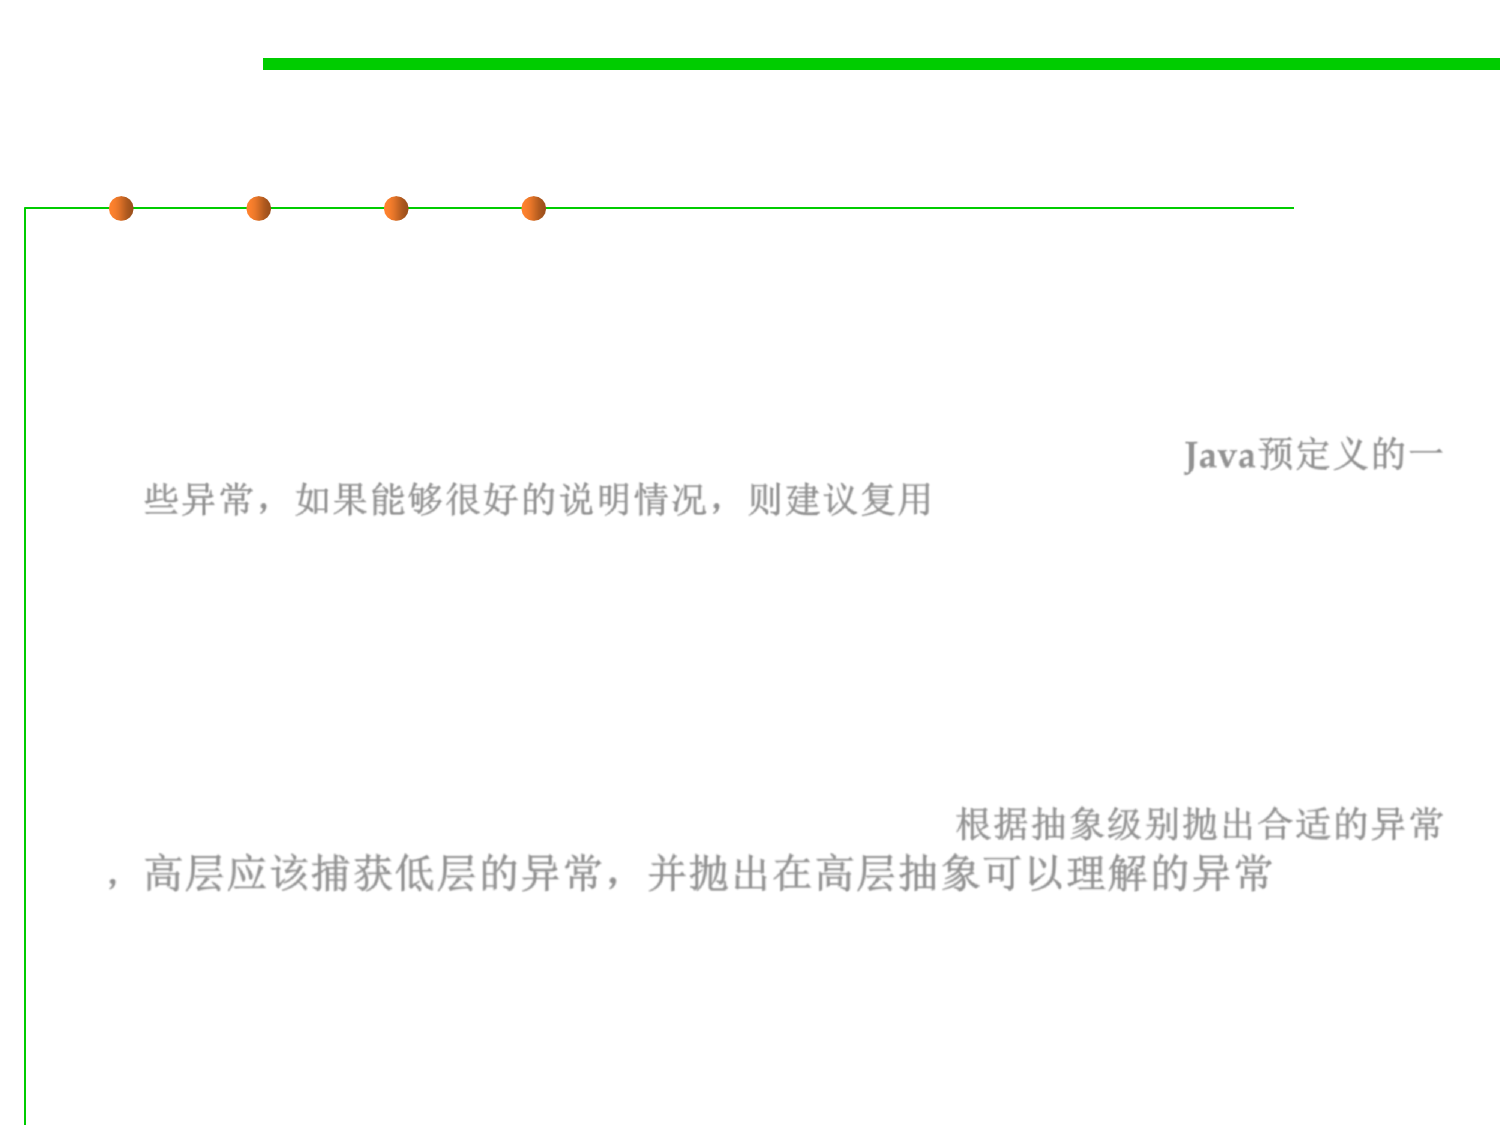 Java预定义的一
些异常，如果能够很好的说明情况，则建议复用
根据抽象级别抛出合适的异常
，高层应该捕获低层的异常，并抛出在高层抽象可以理解的异常